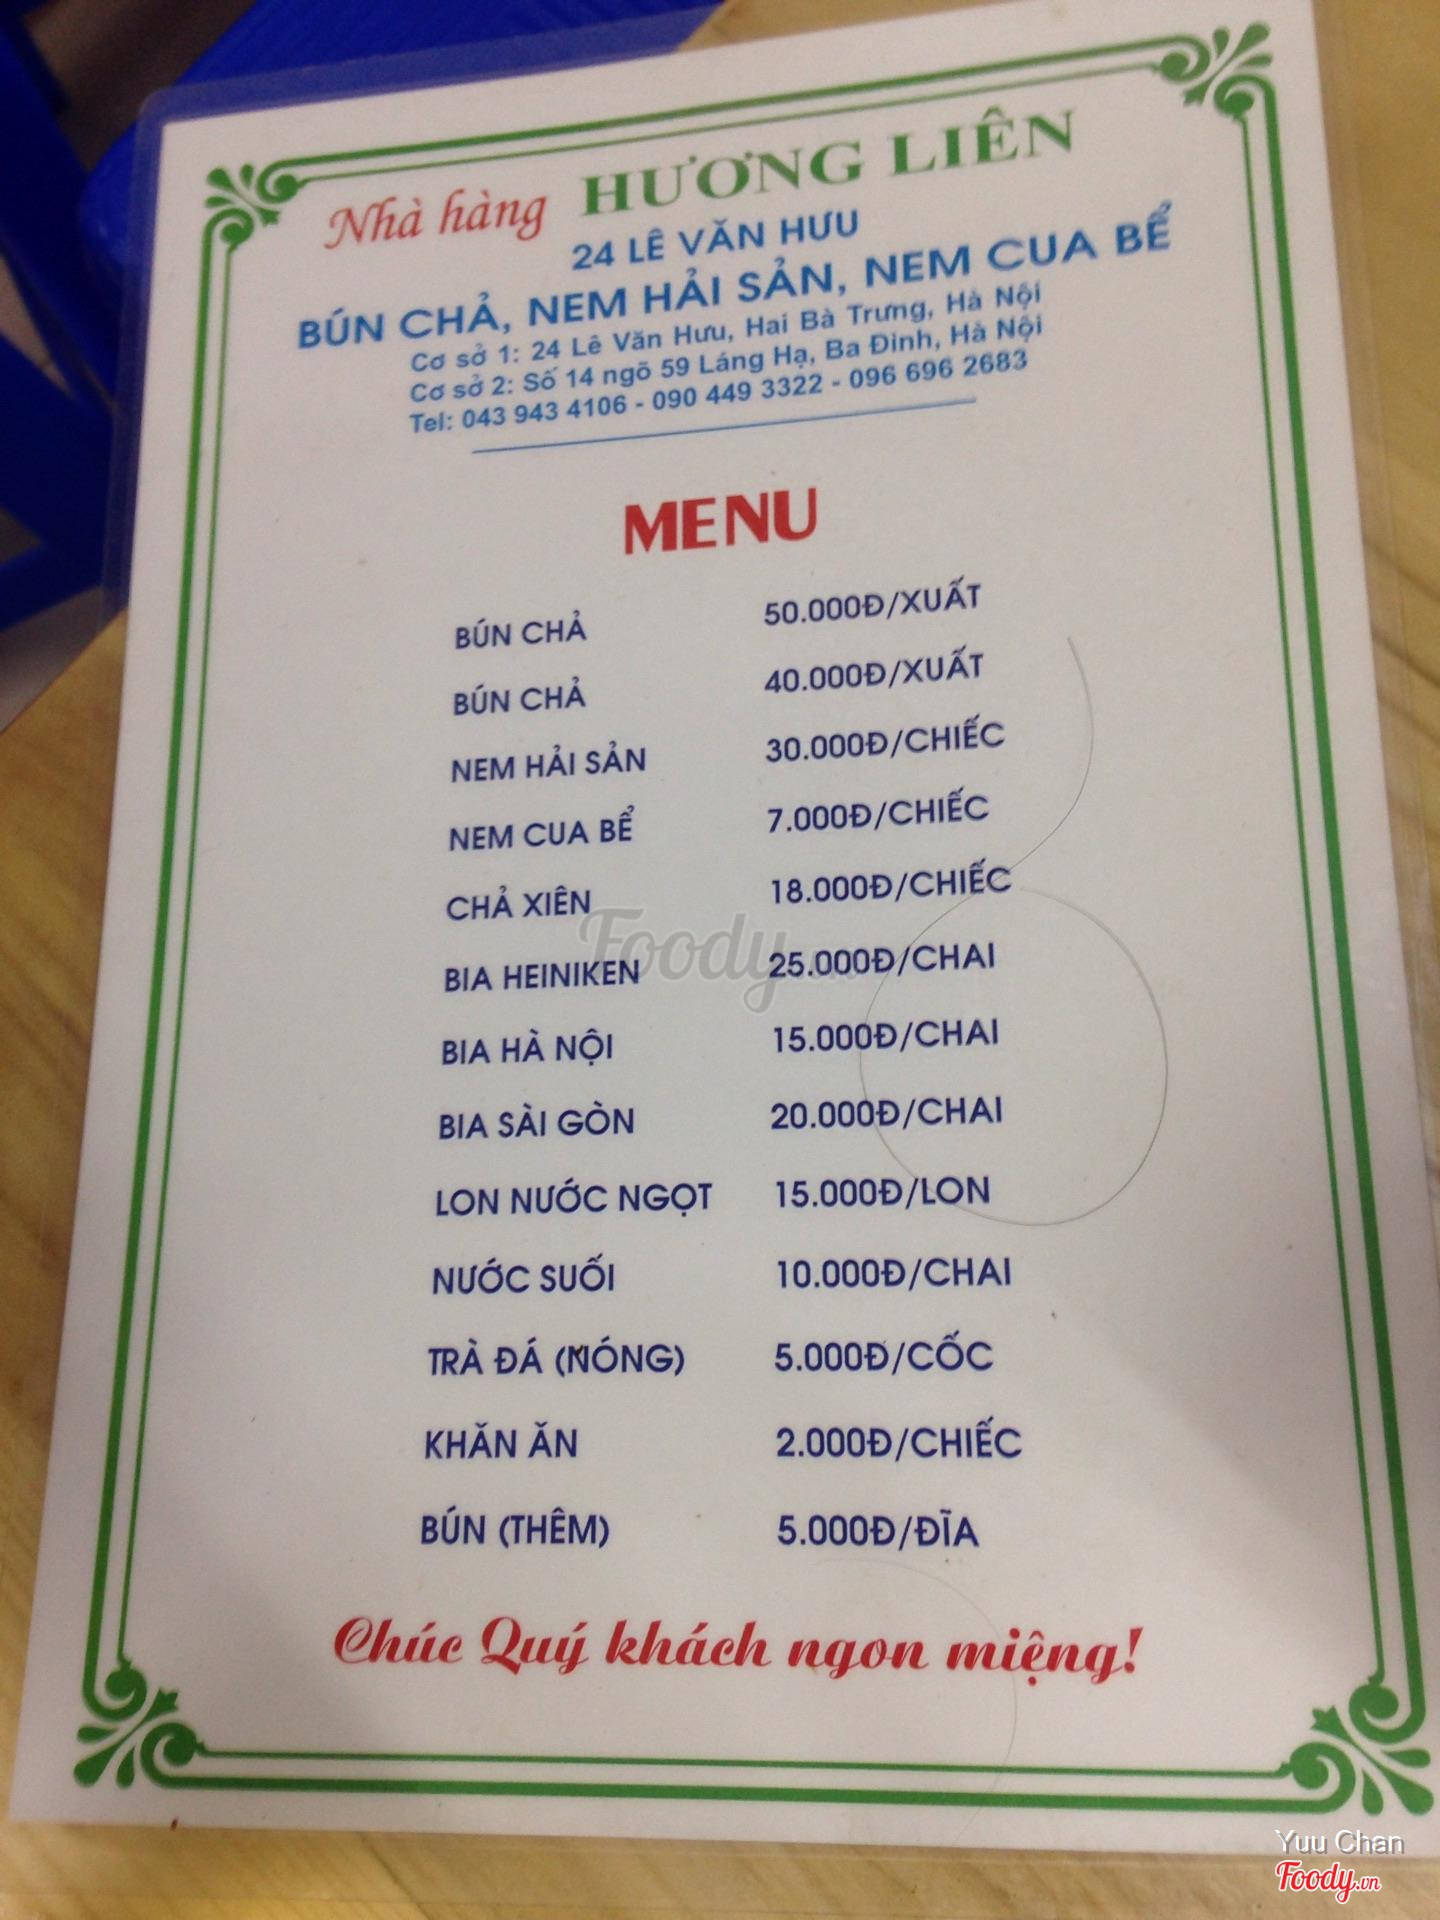 Nhà hàng HƯƠNG LIÊN
24 LÊ VĂN HƯU
BÚN CHẢ, NEM HẢI SẢN, NEM CUA BỂ
Cơ sở 1: 24 Lê Văn Hưu, Hai Bà Trưng, Hà Nội
Cơ sở 2: Số 14 ngõ 59 Láng Hạ, Ba Đình, Hà Nội
Tel: 043 943 4106 - 090 449 3322 - 096 696 2683
MENU
BÚN CHẢ 50.000Đ/XUẤT
BÚN CHẢ 40.000Đ/XUẤT
NEM HẢI SẢN 30.000Đ/CHIẾC
NEM CUA BỂ 7.000Đ/CHIẾC
CHẢ XIÊN 18.000Đ/CHIẾC
Foody.vn
BIA HEINIKEN 25.000Đ/CHAI
BIA HÀ NỘI 15.000Đ/CHAI
BIA SÀI GÒN 20.000Đ/CHAI
LON NƯỚC NGỌT 15.000Đ/LON
NƯỚC SUỐI 10.000Đ/CHAI
TRÀ ĐÁ (NÓNG) 5.000Đ/CỐC
KHĂN ĂN 2.000Đ/CHIẾC
BÚN (THÊM) 5.000Đ/ĐĨA
Chúc Quý khách ngon miệng!
Yuu Chan
Foody.vn